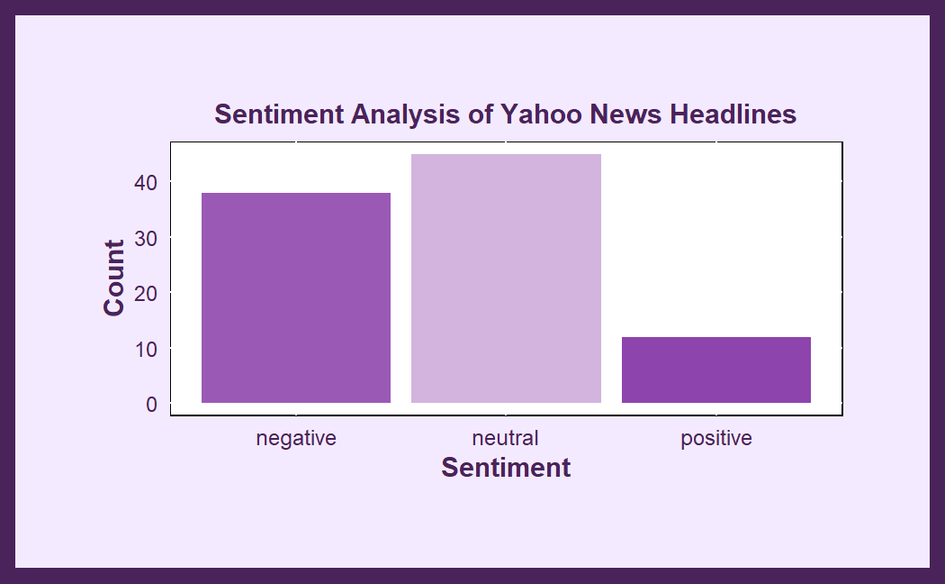 Sentiment Analysis of Yahoo News Headlines
Count
40
30
20
10
0
negative neutral positive
Sentiment